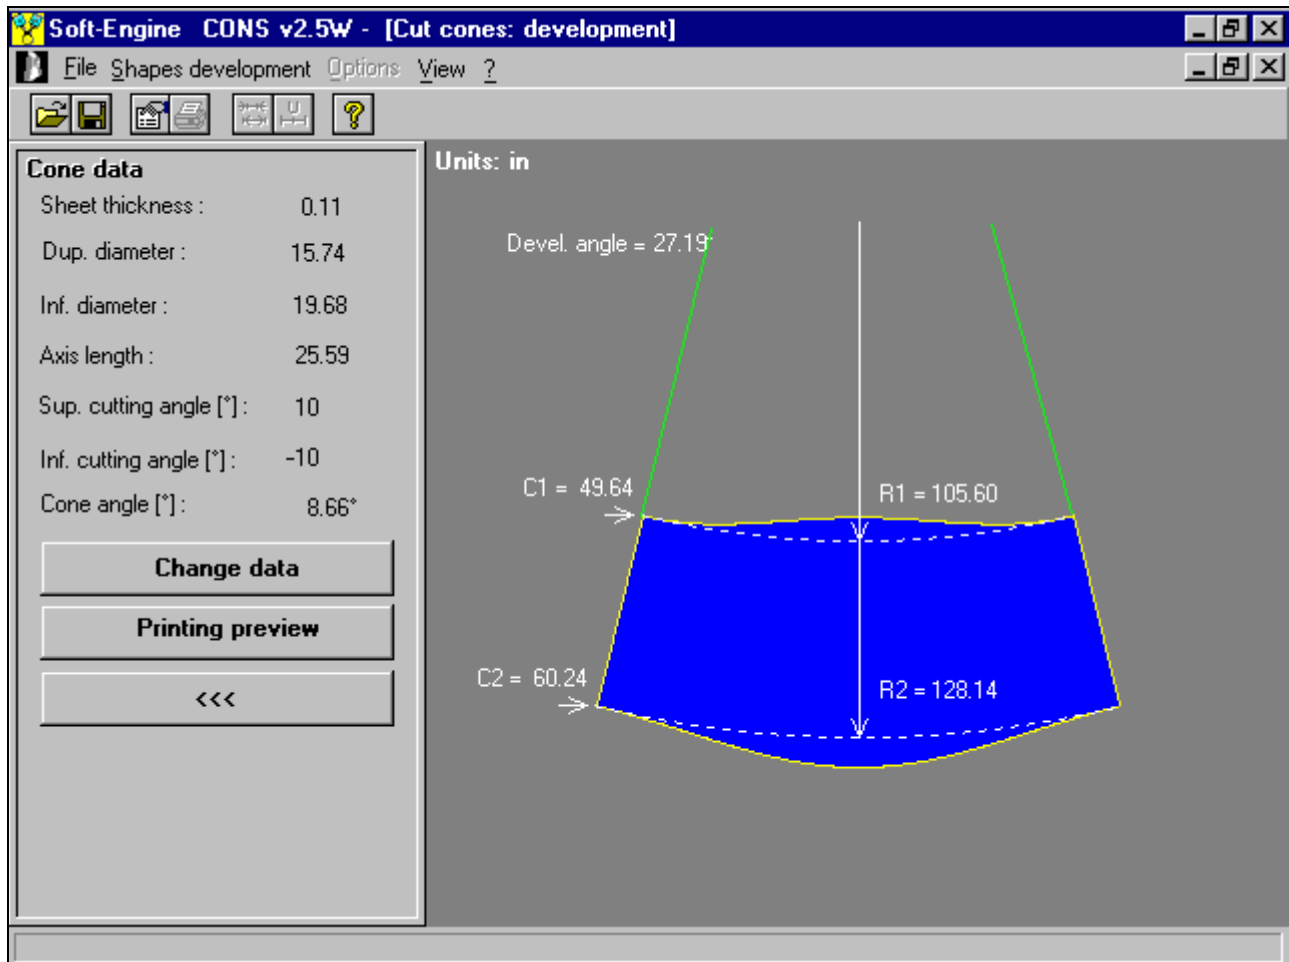 Soft-Engine CONS v2.5W - [Cut cones: development]
File Shapes development Options View ?
U
?
Cone data
Sheet thickness : 0.11
Dup. diameter : 15.74
Inf. diameter : 19.68
Axis length : 25.59
Sup. cutting angle [°] : 10
Inf. cutting angle [°] : -10
Cone angle [°] : 8.66°
Change data
Printing preview
<<<
Units: in
Devel. angle = 27.19°
C1 = 49.64
R1 = 105.60
C2 = 60.24
R2 = 128.14